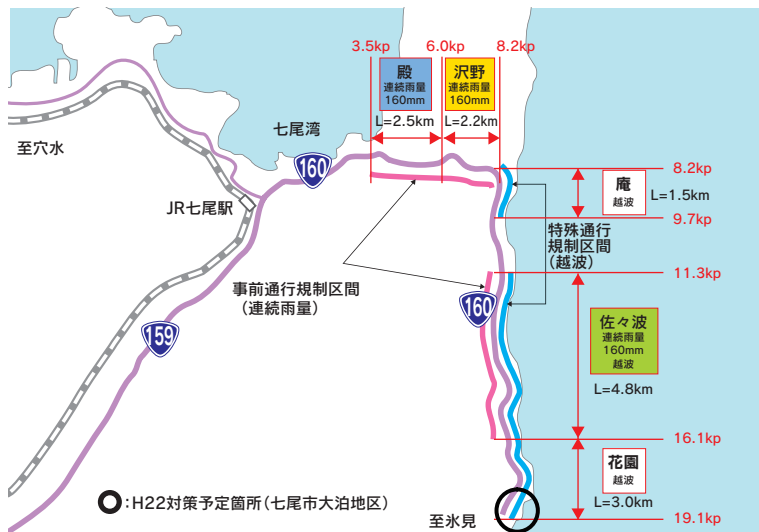 3.5kp
6.0kp
8.2kp
殿
連続雨量
160mm
沢野
連続雨量
160mm
L=2.5km
L=2.2km
七尾湾
至穴水
160
8.2kp
庵
越波
L=1.5km
9.7kp
JR七尾駅
特殊通行
規制区間
(越波)
11.3kp
事前通行規制区間
(連続雨量)
160
159
佐々波
連続雨量
160mm
越波
L=4.8km
16.1kp
花園
越波
L=3.0km
19.1kp
:H22対策予定箇所(七尾市大泊地区)
至氷見